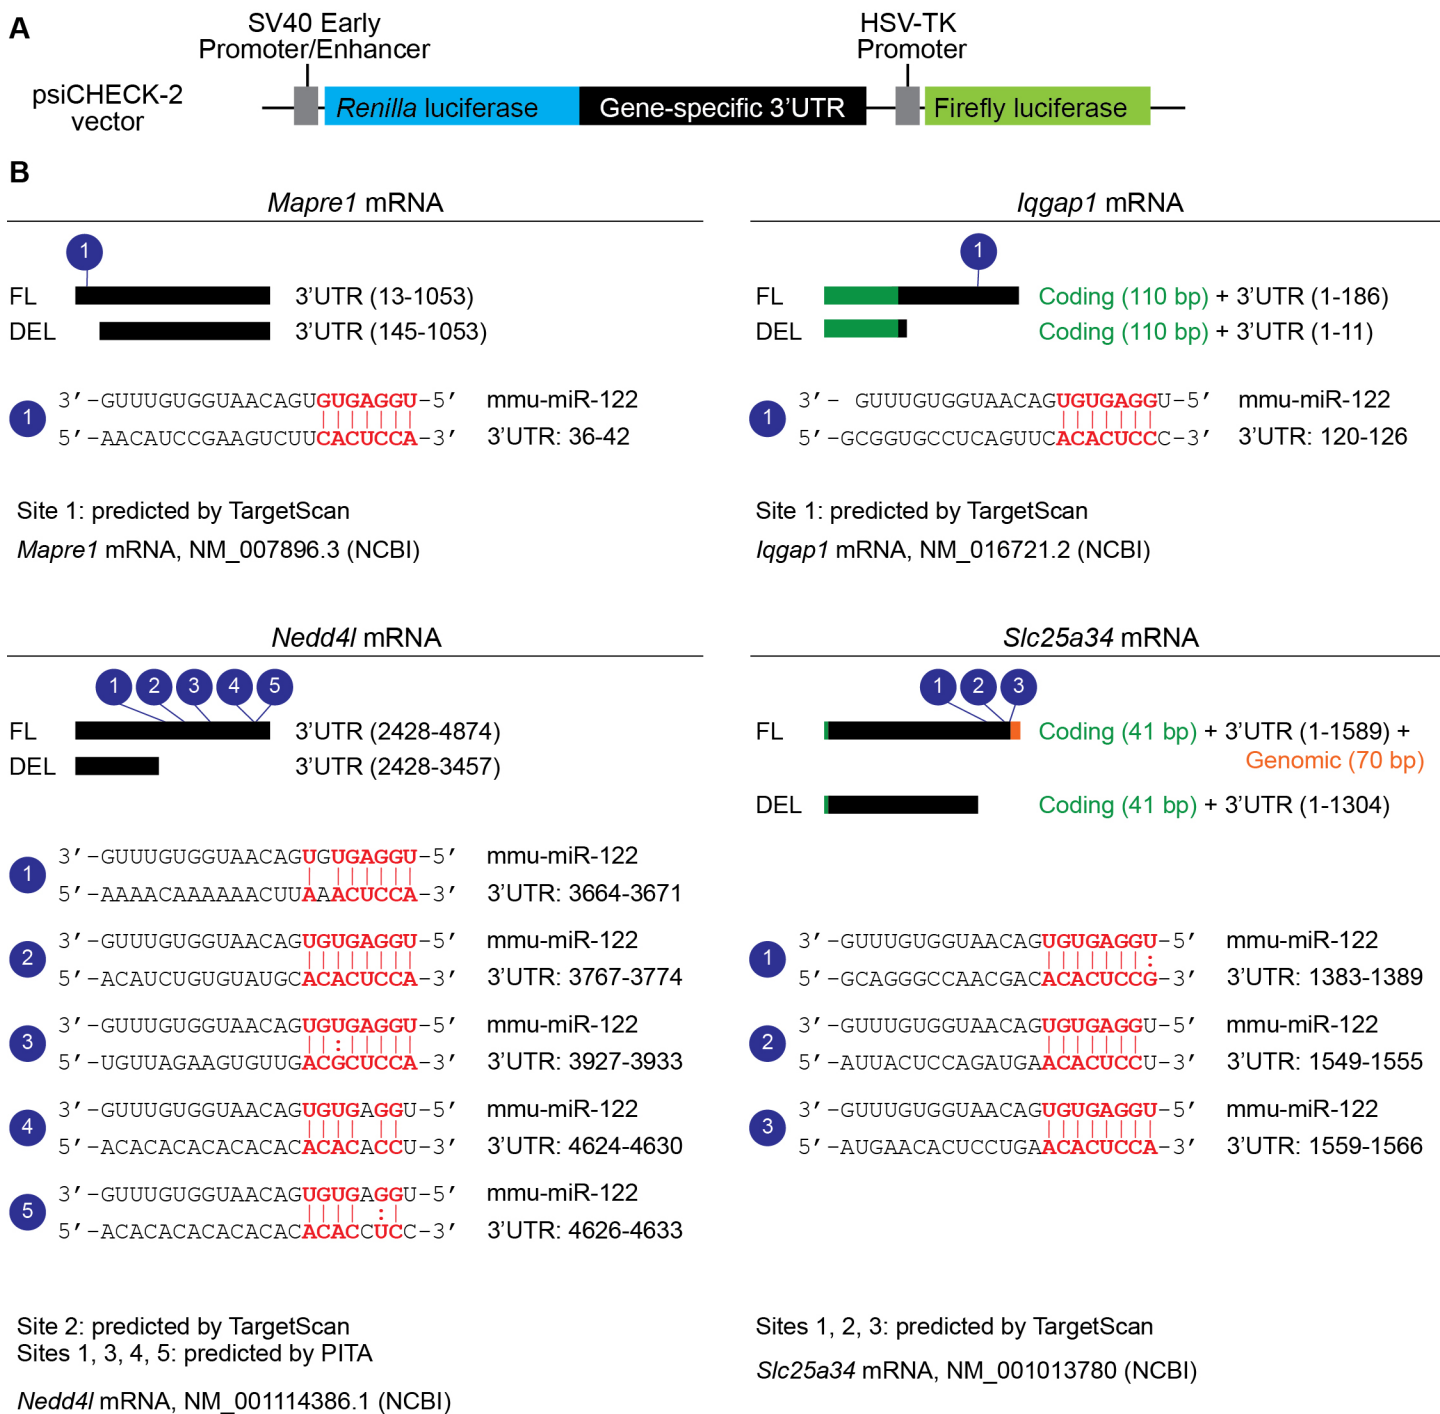 A
SV40 Early
Promoter/Enhancer
HSV-TK
Promoter
psiCHECK-2
vector
Renilla luciferase
Gene-specific 3’UTR
Firefly luciferase
B
Mapre1 mRNA
1
FL
3’UTR (13-1053)
DEL
3’UTR (145-1053)
1
3’-GUUUGUGGUAACAGUGUGAGGU-5’
mmu-miR-122
5’-AACAUCCGAAGUCUUCACUCCA-3’
3’UTR: 36-42
Site 1: predicted by TargetScan
Mapre1 mRNA, NM_007896.3 (NCBI)
Iqgap1 mRNA
1
FL
Coding (110 bp) + 3’UTR (1-186)
DEL
Coding (110 bp) + 3’UTR (1-11)
1
3’- GUUUGUGGUAACAGUGUGAGGU-5’
mmu-miR-122
5’-GCGGUGCCUCAGUUCACACUCCC-3’
3’UTR: 120-126
Site 1: predicted by TargetScan
Iqgap1 mRNA, NM_016721.2 (NCBI)
Nedd4l mRNA
1 2 3 4 5
FL
3’UTR (2428-4874)
DEL
3’UTR (2428-3457)
1
3’-GUUUGUGGUAACAGUGUGAGGU-5’
mmu-miR-122
5’-AAAACAAAAAACUUAAACUCCA-3’
3’UTR: 3664-3671
2
3’-GUUUGUGGUAACAGUGUGAGGU-5’
mmu-miR-122
5’-ACAUCUGUGUAUGCACACUCCA-3’
3’UTR: 3767-3774
3
3’-GUUUGUGGUAACAGUGUGAGGU-5’
mmu-miR-122
5’-UGUUAGAAGUGUUGACGCUCCA-3’
3’UTR: 3927-3933
4
3’-GUUUGUGGUAACAGUGUGAGGU-5’
mmu-miR-122
5’-ACACACACACACACACACACCU-3’
3’UTR: 4624-4630
5
3’-GUUUGUGGUAACAGUGUGAGGU-5’
mmu-miR-122
5’-ACACACACACACACACACCUCC-3’
3’UTR: 4626-4633
Site 2: predicted by TargetScan
Sites 1, 3, 4, 5: predicted by PITA
Nedd4l mRNA, NM_001114386.1 (NCBI)
Slc25a34 mRNA
1 2 3
FL
Coding (41 bp) + 3’UTR (1-1589) +
Genomic (70 bp)
DEL
Coding (41 bp) + 3’UTR (1-1304)
1
3’-GUUUGUGGUAACAGUGUGAGGU-5’
mmu-miR-122
5’-GCAGGGCCAACGACACACUCCG-3’
3’UTR: 1383-1389
2
3’-GUUUGUGGUAACAGUGUGAGGU-5’
mmu-miR-122
5’-AUUACUCCAGAUGAACACUCCU-3’
3’UTR: 1549-1555
3
3’-GUUUGUGGUAACAGUGUGAGGU-5’
mmu-miR-122
5’-AUGAACACUCCUGAACACUCCA-3’
3’UTR: 1559-1566
Sites 1, 2, 3: predicted by TargetScan
Slc25a34 mRNA, NM_001013780 (NCBI)